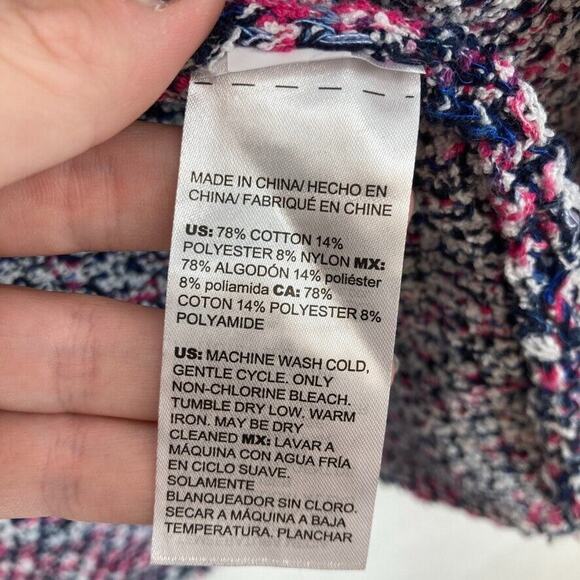 MADE IN CHINA/ HECHO EN
CHINA/ FABRIQUÉ EN CHINE
US: 78% COTTON 14%
POLYESTER 8% NYLON MX:
78% ALGODÓN 14% poliéster
8% poliamida CA: 78%
COTON 14% POLYESTER 8%
POLYAMIDE
US: MACHINE WASH COLD,
GENTLE CYCLE. ONLY
NON-CHLORINE BLEACH.
TUMBLE DRY LOW. WARM
IRON. MAY BE DRY
CLEANED MX: LAVAR A
MÁQUINA CON AGUA FRÍA
EN CICLO SUAVE.
SOLAMENTE
BLANQUEADOR SIN CLORO.
SECAR A MÁQUINA A BAJA
TEMPERATURA. PLANCHAR